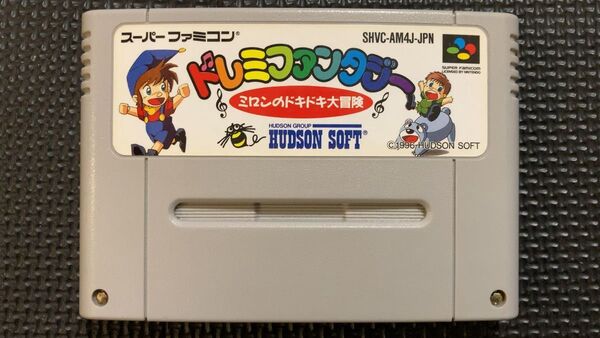 スーパーファミコン®
SHVC-AM4J-JPN
ドレミファンタジー
ミロンのドキドキ大冒険
SUPER FAMICOM
LICENSED BY NINTENDO
HUDSON GROUP
HUDSON SOFT®
©1996 HUDSON SOFT